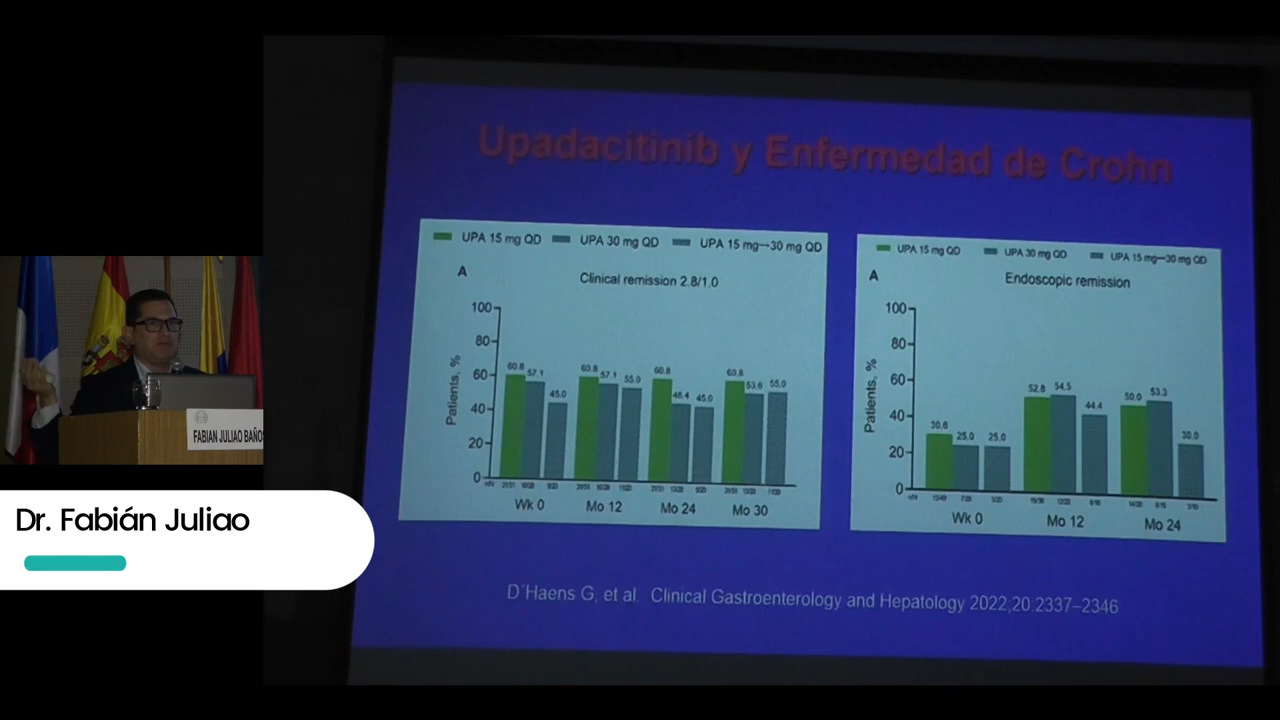 Upadacitinib y Enfermedad de Crohn
UPA 15 mg QD UPA 30 mg QD UPA 15 mg→30 mg QD
A
Clinical remission 2.8/1.0
Patients, %
100
80
60
40
20
0
60.8 57.1 45.0
60.8 57.1 55.0
60.8 46.4 45.0
60.8 53.6 55.0
Wk 0 Mo 12 Mo 24 Mo 30
UPA 15 mg QD UPA 30 mg QD UPA 15 mg→30 mg QD
A
Endoscopic remission
Patients, %
100
80
60
40
20
0
30.6 25.0 25.0
52.8 54.5 44.4
50.0 53.3 30.0
Wk 0 Mo 12 Mo 24
D´Haens G, et al. Clinical Gastroenterology and Hepatology 2022,20:2337–2346
FABIAN JULIAO BAÑOS
Dr. Fabián Juliao